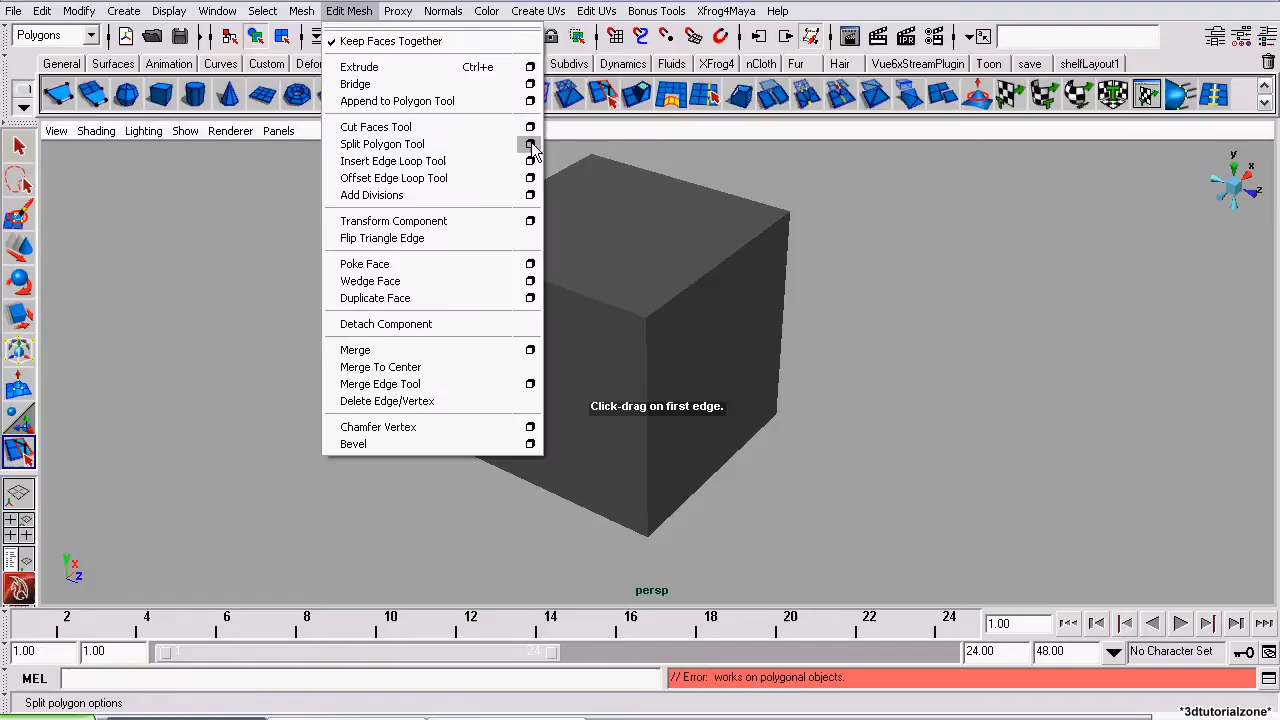 File Edit Modify Create Display Window Select Mesh Edit Mesh Proxy Normals Color Create UVs Edit UVs Bonus Tools Xfrog4Maya Help
Polygons
General Surfaces Animation Curves Custom Defor Subdivs Dynamics Fluids XFrog4 nCloth Fur Hair Vue6xStreamPlugin Toon save shelfLayout1
View Shading Lighting Show Renderer Panels
Keep Faces Together
Extrude Ctrl+e
Bridge
Append to Polygon Tool
Cut Faces Tool
Split Polygon Tool
Insert Edge Loop Tool
Offset Edge Loop Tool
Add Divisions
Transform Component
Flip Triangle Edge
Poke Face
Wedge Face
Duplicate Face
Detach Component
Merge
Merge To Center
Merge Edge Tool
Delete Edge/Vertex
Chamfer Vertex
Bevel
y
x
z
Click-drag on first edge.
y
x
z
persp
2 4 6 8 10 12 14 16 18 20 22 24
1.00
1.00 1.00 1 24 24.00 48.00 No Character Set
MEL // Error: works on polygonal objects.
Split polygon options
*3dtutorialzone*